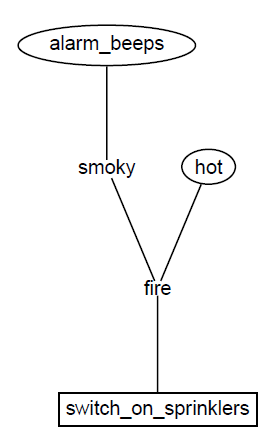 alarm_beeps
smoky
hot
fire
switch_on_sprinklers